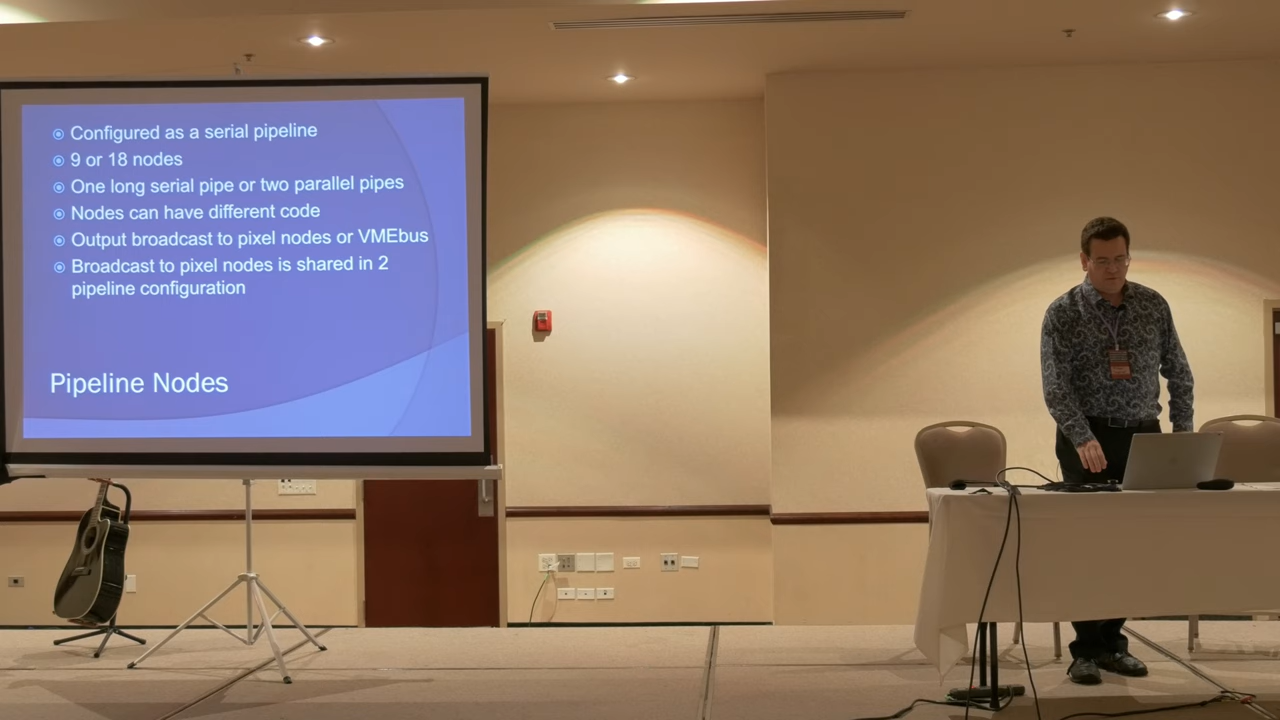 Configured as a serial pipeline
9 or 18 nodes
One long serial pipe or two parallel pipes
Nodes can have different code
Output broadcast to pixel nodes or VMEbus
Broadcast to pixel nodes is shared in 2
pipeline configuration
Pipeline Nodes